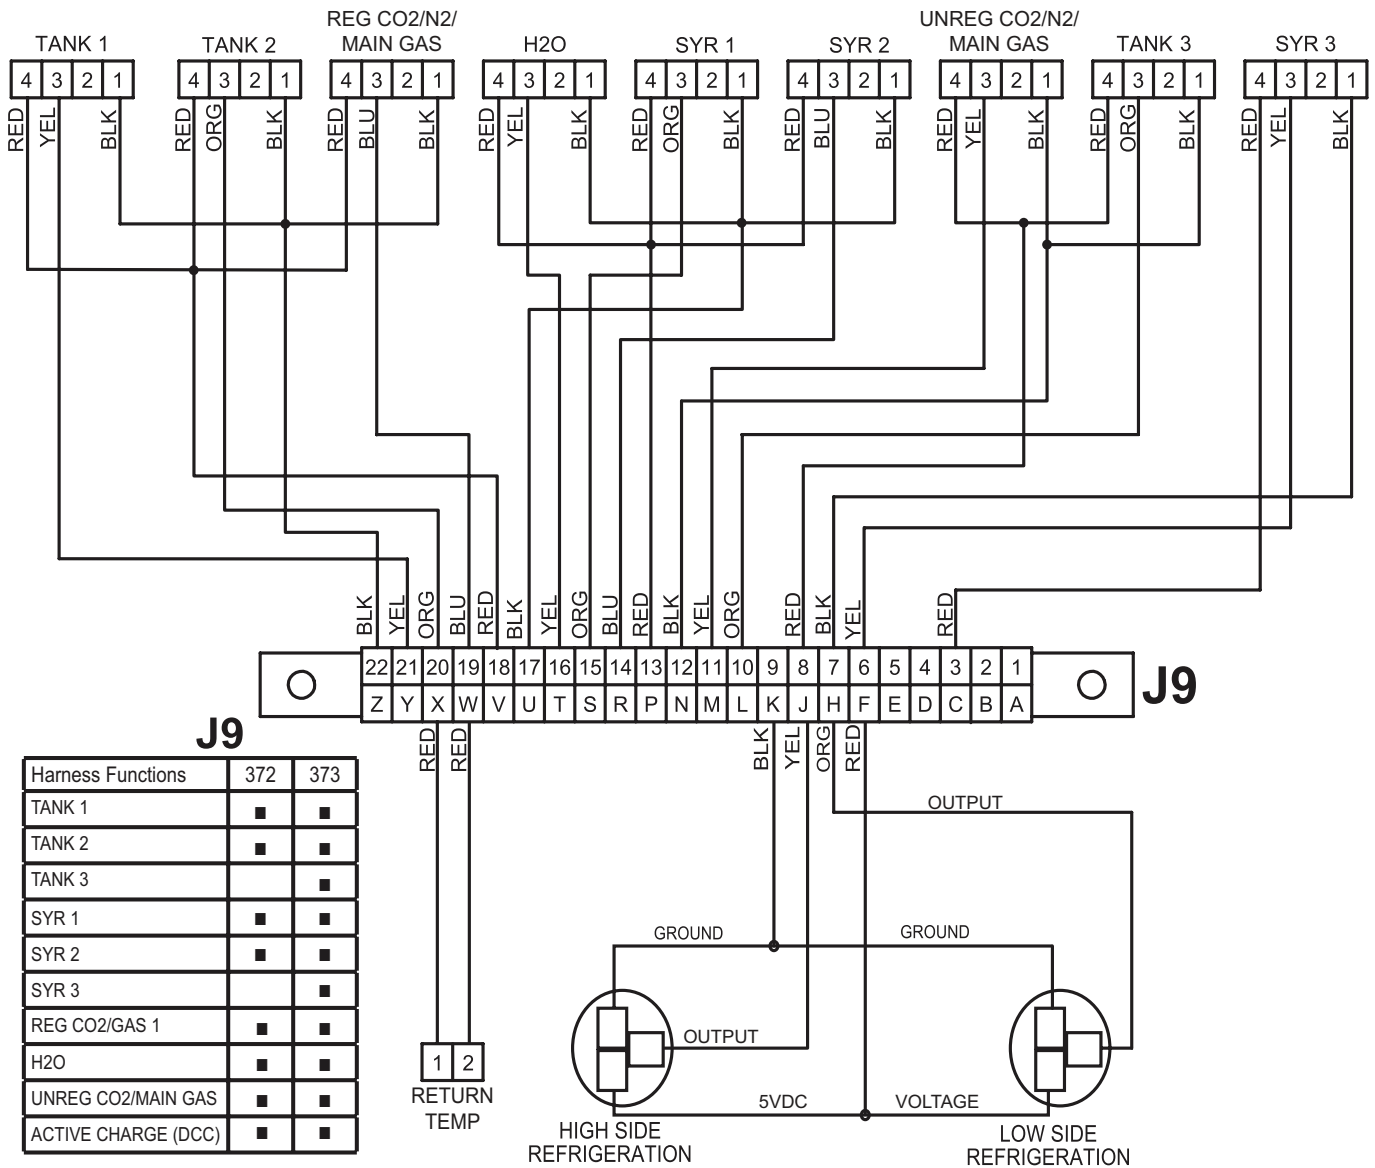 REG CO2/N2/
UNREG CO2/N2/
TANK 1 TANK 2 MAIN GAS H2O SYR 1 SYR 2 MAIN GAS TANK 3 SYR 3
4 3 2 1 4 3 2 1 4 3 2 1 4 3 2 1 4 3 2 1 4 3 2 1 4 3 2 1 4 3 2 1 4 3 2 1
RED YEL BLK RED ORG BLK RED BLU BLK RED YEL BLK RED ORG BLK RED BLU BLK RED YEL BLK RED ORG BLK RED YEL BLK
BLK YEL ORG BLU RED BLK YEL ORG BLU RED BLK YEL ORG RED BLK YEL RED
22 21 20 19 18 17 16 15 14 13 12 11 10 9 8 7 6 5 4 3 2 1
Z Y X W V U T S R P N M L K J H F E D C B A
J9
RED RED BLK YEL ORG RED
J9
Harness Functions 372 373
TANK 1 ■ ■
TANK 2 ■ ■
TANK 3 ■
SYR 1 ■ ■
SYR 2 ■ ■
SYR 3 ■
REG CO2/GAS 1 ■ ■
H2O ■ ■
UNREG CO2/MAIN GAS ■ ■
ACTIVE CHARGE (DCC) ■ ■
OUTPUT
GROUND GROUND
OUTPUT
1 2
RETURN
TEMP
5VDC VOLTAGE
HIGH SIDE
REFRIGERATION
LOW SIDE
REFRIGERATION